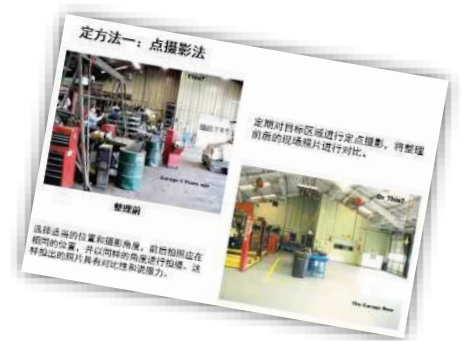 定方法一：点摄影法
This?
Garage 5 Years ago
整理前
选择适当的位置和摄影角度，前后拍照应在
相同的位置，并以同样的角度进行拍摄。这
样拍出的照片具有对比性和说服力。
定期对目标区域进行定点摄影，将整理
前后的现场照片进行对比。
Or This?
The Garage Now